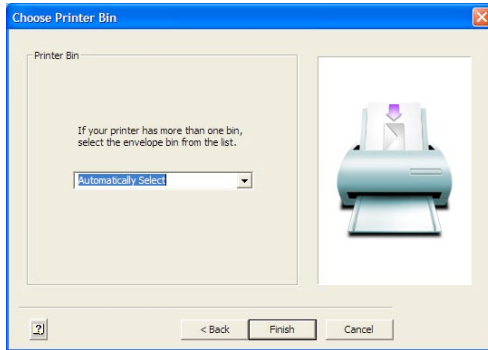 Choose Printer Bin
Printer Bin
If your printer has more than one bin,
select the envelope bin from the list.
Automatically Select
?
< Back
Finish
Cancel